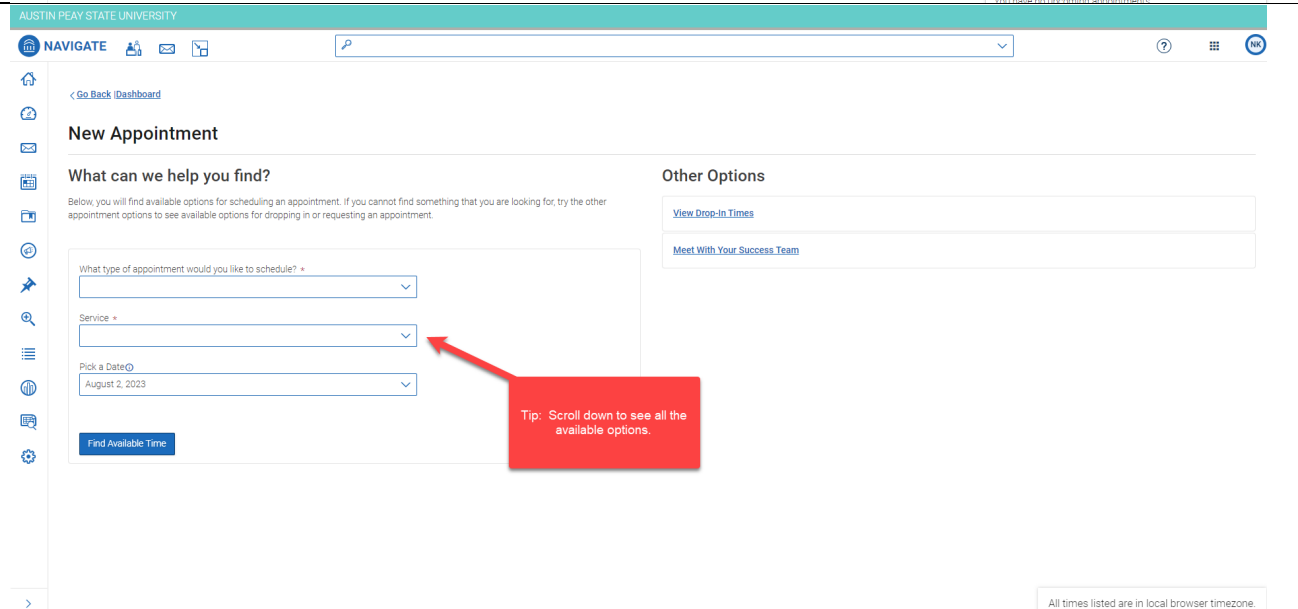 You have no upcoming appointments
AUSTIN PEAY STATE UNIVERSITY
NAVIGATE
NK
Go Back |Dashboard
New Appointment
What can we help you find?
Below, you will find available options for scheduling an appointment. If you cannot find something that you are looking for, try the other
appointment options to see available options for dropping in or requesting an appointment.
What type of appointment would you like to schedule? *
Service *
Pick a Date
August 2, 2023
Find Available Time
Tip: Scroll down to see all the
available options.
Other Options
View Drop-In Times
Meet With Your Success Team
All times listed are in local browser timezone.